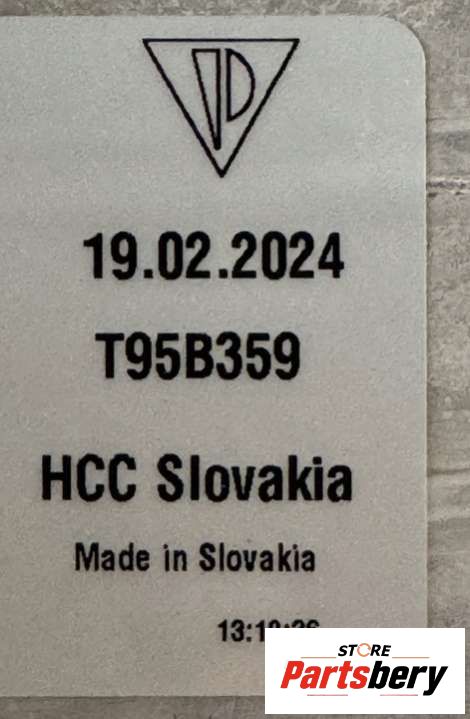 19.02.2024
T95B359
HCC Slovakia
Made in Slovakia
STORE
Partsbery